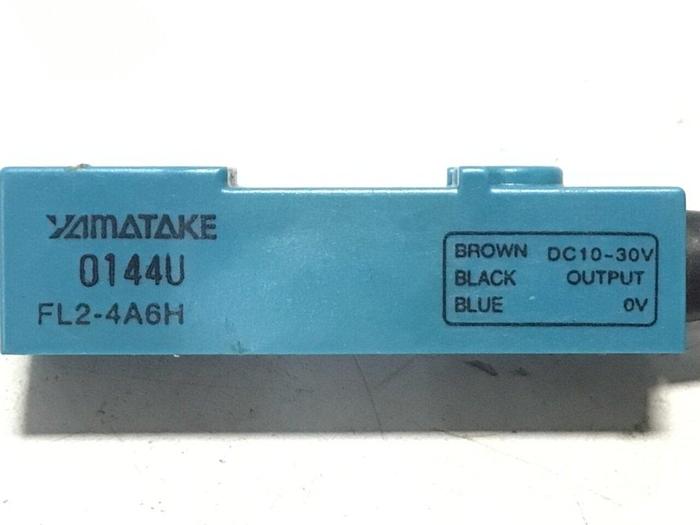 YAMATAKE
0144U
FL2-4A6H
BROWN DC10-30V
BLACK OUTPUT
BLUE 0V